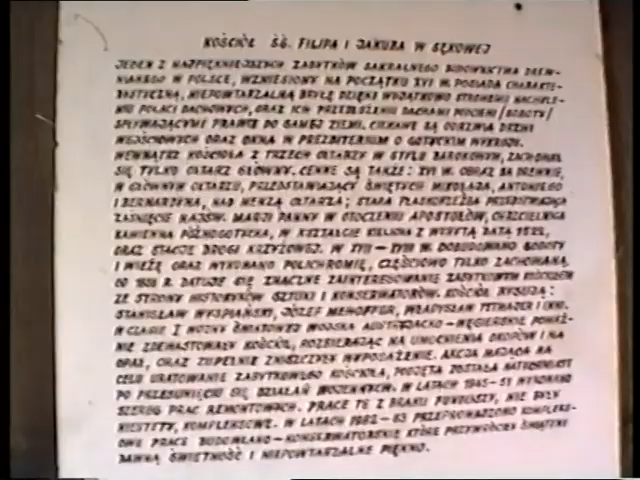 KOŚCIÓŁ ŚŚ. FILIPA I JAKUBA W SĘKOWEJ
JEDEN Z NAJPIĘKNIEJSZYCH ZABYTKÓW SAKRALNEGO BUDOWNICTWA DREW-
NIANEGO W POLSCE, WZNIESIONY NA POCZĄTKU XVI W. POSIADA CHARAKTE-
RYSTYCZNĄ, NIEPOWTARZALNĄ BRYŁĘ DZIĘKI WYJĄTKOWO STROMEMU NACHYLE-
NIU POŁACI DACHOWYCH, ORAZ ICH PRZEDŁUŻENIU DACHAMI PODCIENI /SOBOTY/
SPŁYWAJĄCYMI PRAWIE DO SAMEJ ZIEMI. CIEKAWE SĄ ODRZWIA DRZWI
WEJŚCIOWYCH ORAZ OKNA W PREZBITERIUM O GOTYCKIM WYKROJU.
WEWNĄTRZ KOŚCIOŁA Z TRZECH OŁTARZY W STYLU BAROKOWYM, ZACHOWAŁ
SIĘ TYLKO OŁTARZ GŁÓWNY. CENNE SĄ TAKŻE: XVI W. OBRAZ NA DREWNIE,
W GŁÓWNYM OŁTARZU, PRZEDSTAWIAJĄCY ŚWIĘTYCH MIKOŁAJA, ANTONIEGO
I BERNARDYNA, NAD MENZĄ OŁTARZA; STARA PŁASKORZEŹBA PRZEDSTAWIAJĄCA
ZAŚNIĘCIE NAJŚW. MARJI PANNY W OTOCZENIU APOSTOŁÓW, CHRZCIELNICA
KAMIENNA PÓŹNOGOTYCKA, W KSZTAŁCIE KIELICHA Z WYRYTĄ DATĄ 1522,
ORAZ STACJE DROGI KRZYŻOWEJ. W XVII - XVIII W. DOBUDOWANO SOBOTY
I WIEŻĘ ORAZ WYKONANO POLICHROMIĘ, CZĘŚCIOWO TYLKO ZACHOWANĄ.
OD R. DATUJE SIĘ ZNACZNE ZAINTERESOWANIE ZABYTKOWYM KOŚCIOŁEM
ZE STRONY HISTORYKÓW SZTUKI I KONSERWATORÓW. KOŚCIÓŁ RYSUJĄ:
STANISŁAW WYSPIAŃSKI, JÓZEF MEHOFFER, WŁADYSŁAW TETMAJER I INNI.
W CZASIE I WOJNY ŚWIATOWEJ WOJSKA AUSTRIACKO-WĘGIERSKIE POWAŻ-
NIE ZDEWASTOWAŁY KOŚCIÓŁ, ROZBIERAJĄC NA UMOCNIENIA OKOPÓW I NA
OPAŁ, ORAZ ZUPEŁNIE ZNISZCZYŁY WYPOSAŻENIE. AKCJA MAJĄCA NA
CELU URATOWANIE ZABYTKOWEGO KOŚCIOŁA, PODJĘTA ZOSTAŁA NATYCHMIAST
PO PRZESUNIĘCIU SIĘ DZIAŁAŃ WOJENNYCH. W LATACH 1945-51 WYKONANO
SZEREG PRAC REMONTOWYCH. PRACE TE Z BRAKU FUNDUSZY, NIE BYŁY
NIESTETY, KOMPLEKSOWE. W LATACH 1982-83 PRZEPROWADZONO KOMPLEKS-
OWE PRACE BUDOWLANO-KONSERWATORSKIE KTÓRE PRZYWRÓCIŁY ŚWIĄTYNI
DAWNĄ ŚWIETNOŚĆ I NIEPOWTARZALNE PIĘKNO.